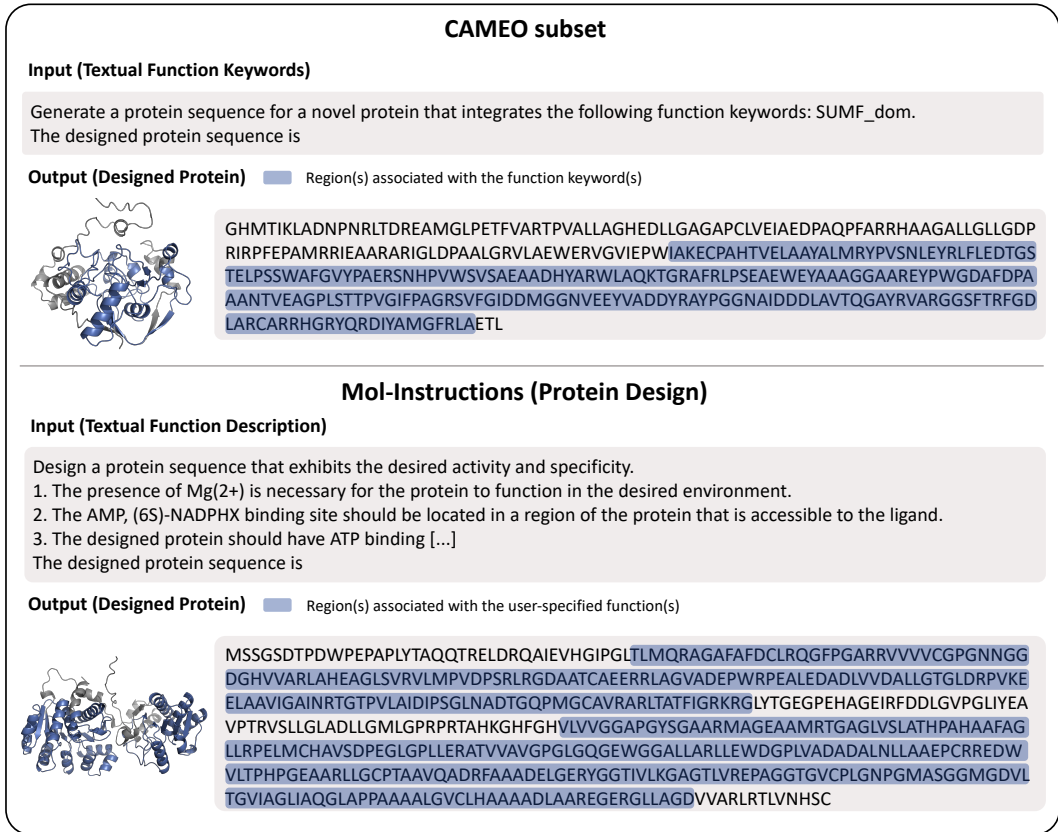 CAMEO subset
Input (Textual Function Keywords)
Generate a protein sequence for a novel protein that integrates the following function keywords: SUMF_dom.
The designed protein sequence is
Output (Designed Protein) Region(s) associated with the function keyword(s)
GHMTIKLADNPNRLTDREAMGLPETFVARTPVALLAGHEDLLGAGAPCLVEIAEDPAQPFARRHAAGALLGLLGDP
RIRPFEPAMRRIEAARARIGLDPAALGRVLAEWERVGVIEPWIAKECPAHTVELAAYALMRYPVSNLEYRLFLEDTGS
TELPSSWAFGVYPAERSNHPVWSVSAEAADHYARWLAQKTGRAFRLPSEAEWEYAAAGGAAREYPWGDAFDPA
AANTVEAGPLSTTPVGIFPAGRSVFGIDDMGGNVEEYVADDYRAYPGGNAIDDDLAVTQGAYRVARGGSFTRFGD
LARCARRHGRYQRDIYAMGFRLAETL
Mol-Instructions (Protein Design)
Input (Textual Function Description)
Design a protein sequence that exhibits the desired activity and specificity.
1. The presence of Mg(2+) is necessary for the protein to function in the desired environment.
2. The AMP, (6S)-NADPHX binding site should be located in a region of the protein that is accessible to the ligand.
3. The designed protein should have ATP binding [...]
The designed protein sequence is
Output (Designed Protein) Region(s) associated with the user-specified function(s)
MSSGSDTPDWPEPAPLYTAQQTRELDRQAIEVHGIPGLTLMQRAGAFAFDCLRQGFPGARRVVVVCGPGNNGG
DGHVVARLAHEAGLSVRVLMPVDPSRLRGDAATCAEERRLAGVADEPWRPEALEDADLVVDALLGTGLDRPVKE
ELAAVIGAINRTGTPVLAIDIPSGLNADTGQPMGCAVRARLTATFIGRKRGLYTGEGPEHAGEIRFDDLGVPGLIYEA
VPTRVSLLGLADLLGMLGPRPRTAHKGHFGHVLVVGGAPGYSGAARMAGEAAMRTGAGLVSLATHPAHAAFAG
LLRPELMCHAVSDPEGLGPLLERATVVAVGPGLGQGEWGGALLARLLEWDGPLVADADALNLLAAEPCRREDW
VLTPHPGEAARLLGCPTAAVQADRFAAADELGERYGGTIVLKGAGTLVREPAGGTGVCPLGNPGMASGGMGDVL
TGVIAGLIAQGLAPPAAAALGVCLHAAAADLAAREGERGLLAGDVVARLRTLVNHSC